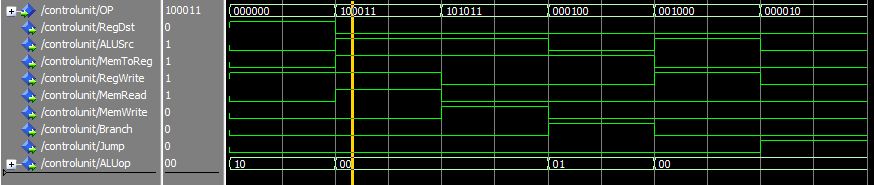 /controlunit/OP 100011 000000 100011 101011 000100 001000 000010
/controlunit/RegDst 0
/controlunit/ALUSrc 1
/controlunit/MemToReg 1
/controlunit/RegWrite 1
/controlunit/MemRead 1
/controlunit/MemWrite 0
/controlunit/Branch 0
/controlunit/Jump 0
/controlunit/ALUop 00 10 00 01 00